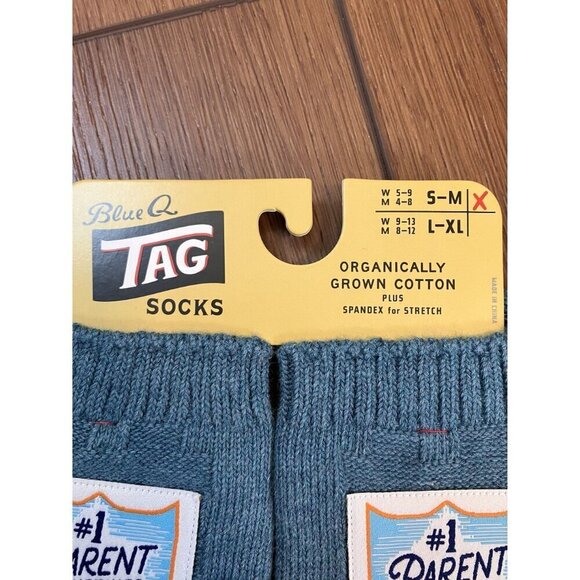 Blue Q
TAG
SOCKS
W 5-9
M 4-8
S-M
X
W 9-13
M 8-12
L-XL
ORGANICALLY
GROWN COTTON
PLUS
SPANDEX for STRETCH
MADE IN CHINA
#1
PARENT
#1
PARENT